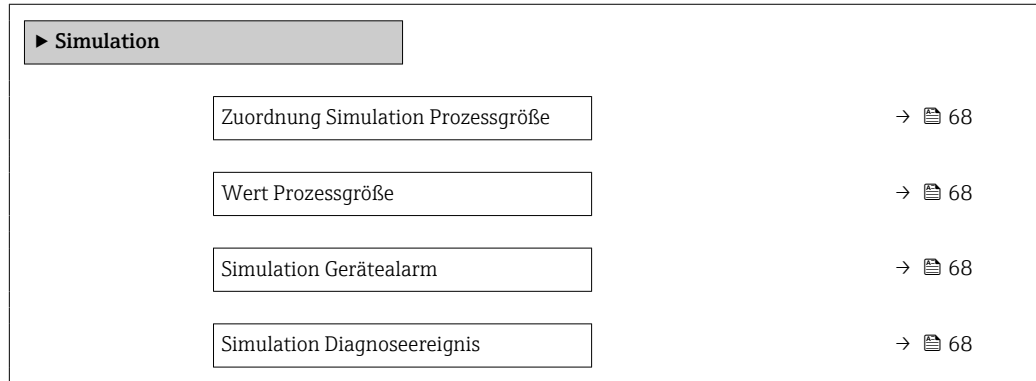 ▶ Simulation
Zuordnung Simulation Prozessgröße → 68
Wert Prozessgröße → 68
Simulation Gerätealarm → 68
Simulation Diagnoseereignis → 68